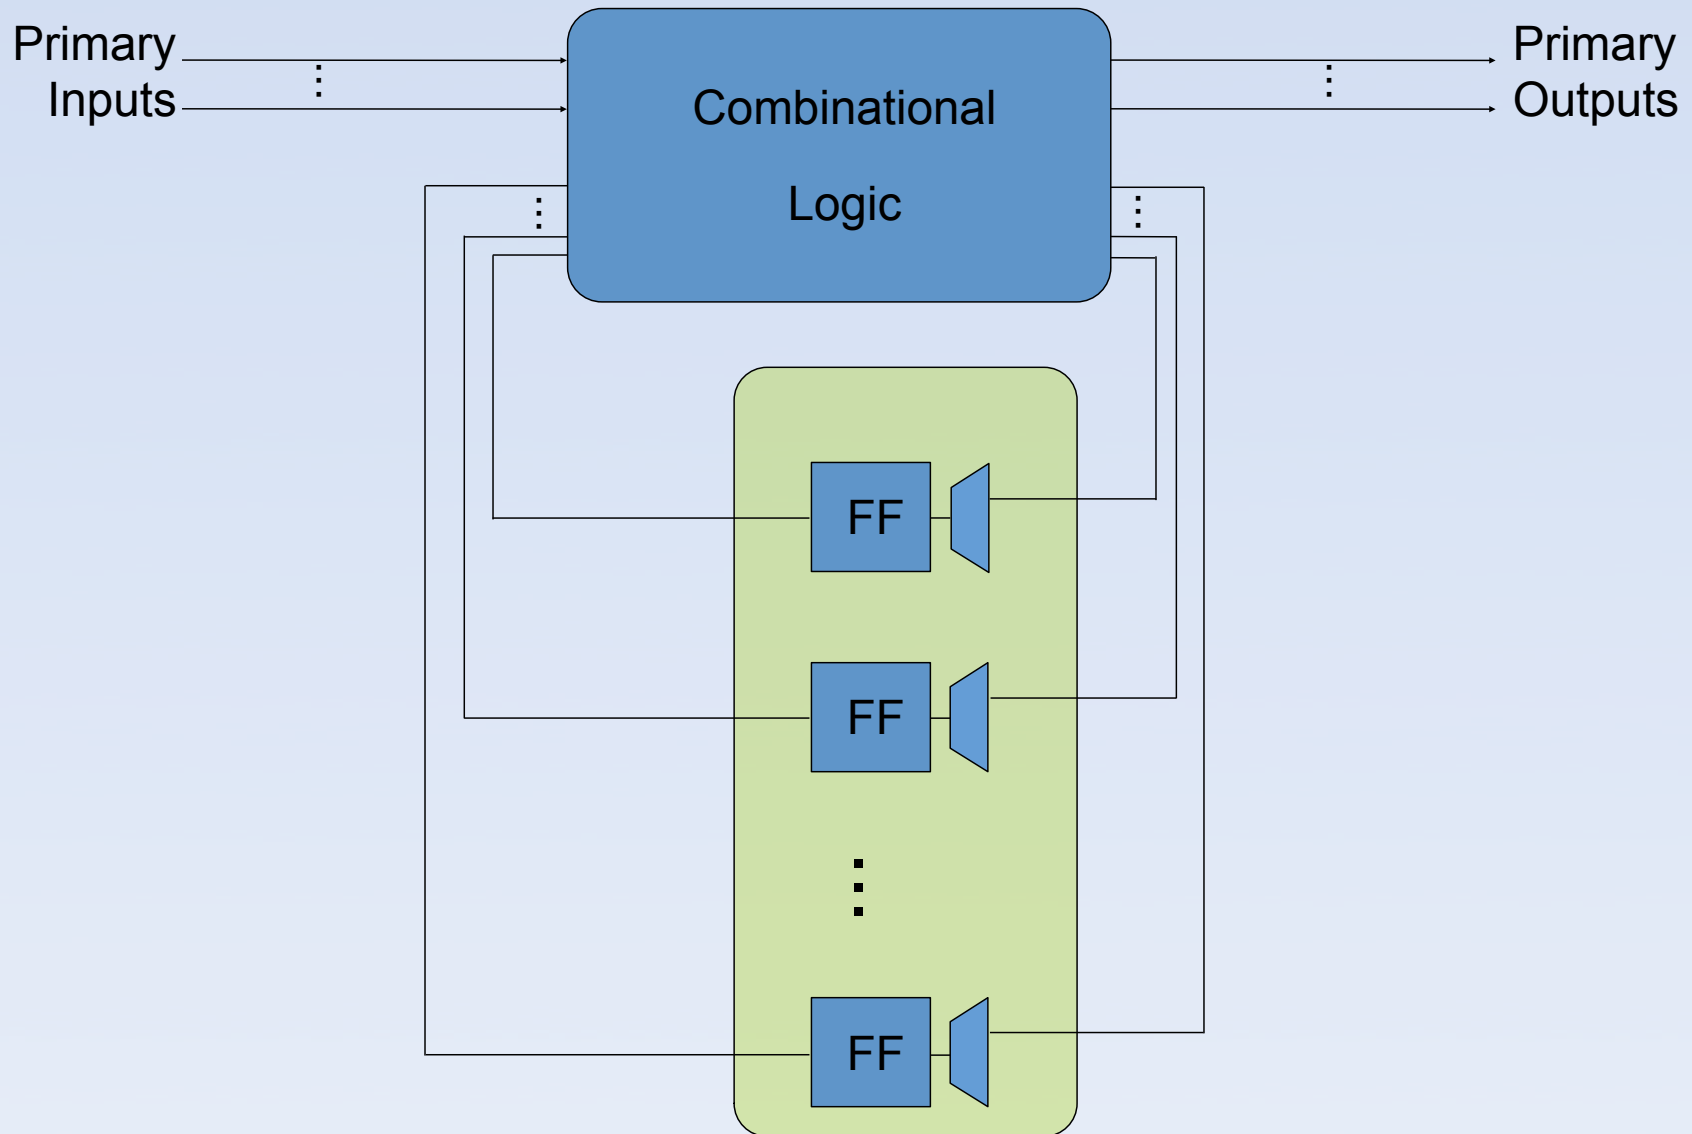 Primary
Inputs
Combinational
Logic
Primary
Outputs
FF
FF
FF